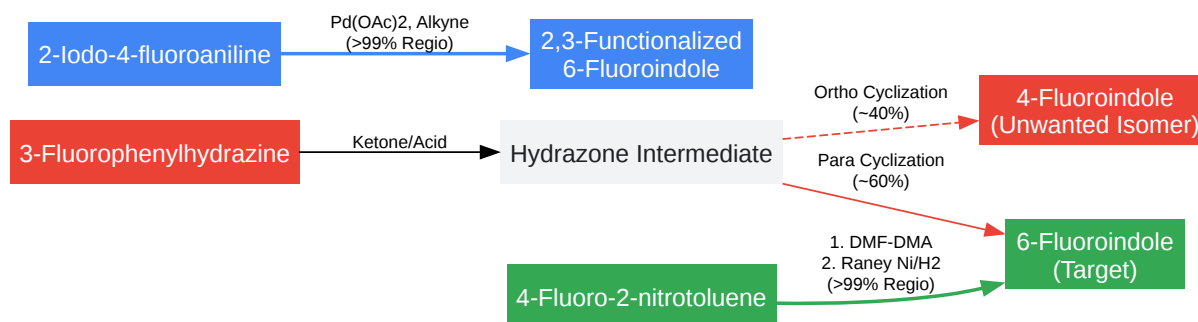 2-Iodo-4-fluoroaniline
Pd(OAc)2, Alkyne
(>99% Regio)
2,3-Functionalized
6-Fluoroindole
3-Fluorophenylhydrazine
Ketone/Acid
Hydrazone Intermediate
Ortho Cyclization
(~40%)
4-Fluoroindole
(Unwanted Isomer)
Para Cyclization
(~60%)
4-Fluoro-2-nitrotoluene
1. DMF-DMA
2. Raney Ni/H2
(>99% Regio)
6-Fluoroindole
(Target)